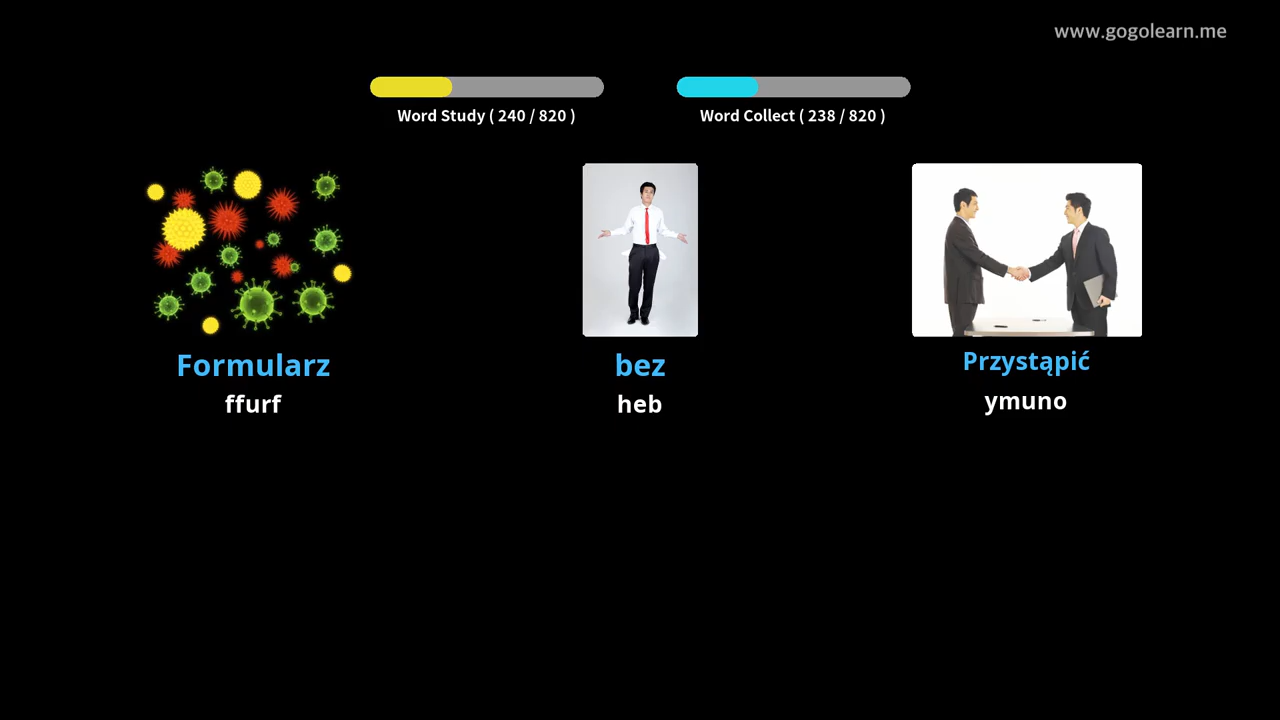 www.gogolearn.me
Word Study ( 240 / 820 )
Word Collect ( 238 / 820 )
Formularz
ffurf
bez
heb
Przystąpić
ymuno